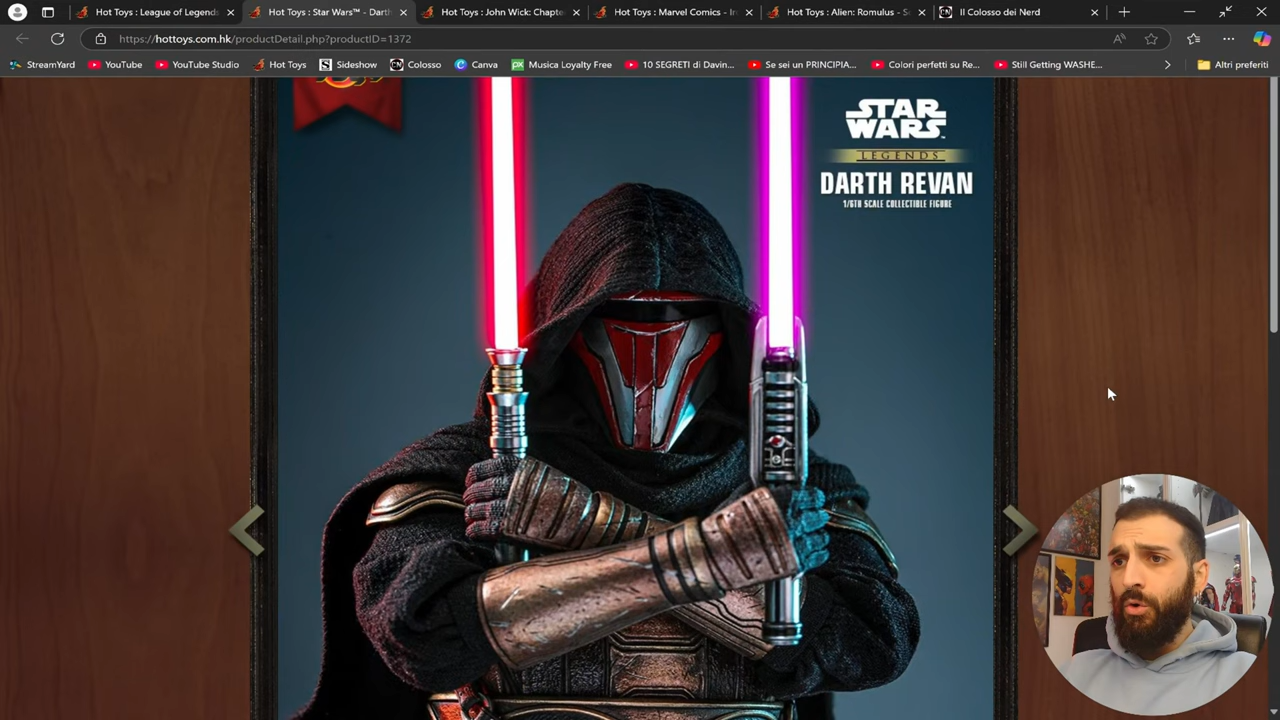 Hot Toys : League of Legends
Hot Toys : Star Wars™ - Dart
Hot Toys : John Wick: Chapte
Hot Toys : Marvel Comics - Ir
Hot Toys : Alien: Romulus - S
Il Colosso dei Nerd
https://hottoys.com.hk/productDetail.php?productID=1372
StreamYard
YouTube
YouTube Studio
Hot Toys
Sideshow
Colosso
Canva
Musica Loyalty Free
10 SEGRETI di Davin...
Se sei un PRINCIPIA...
Colori perfetti su Re...
Still Getting WASHE...
Altri preferiti
STAR
WARS
LEGENDS
DARTH REVAN
1/6TH SCALE COLLECTIBLE FIGURE